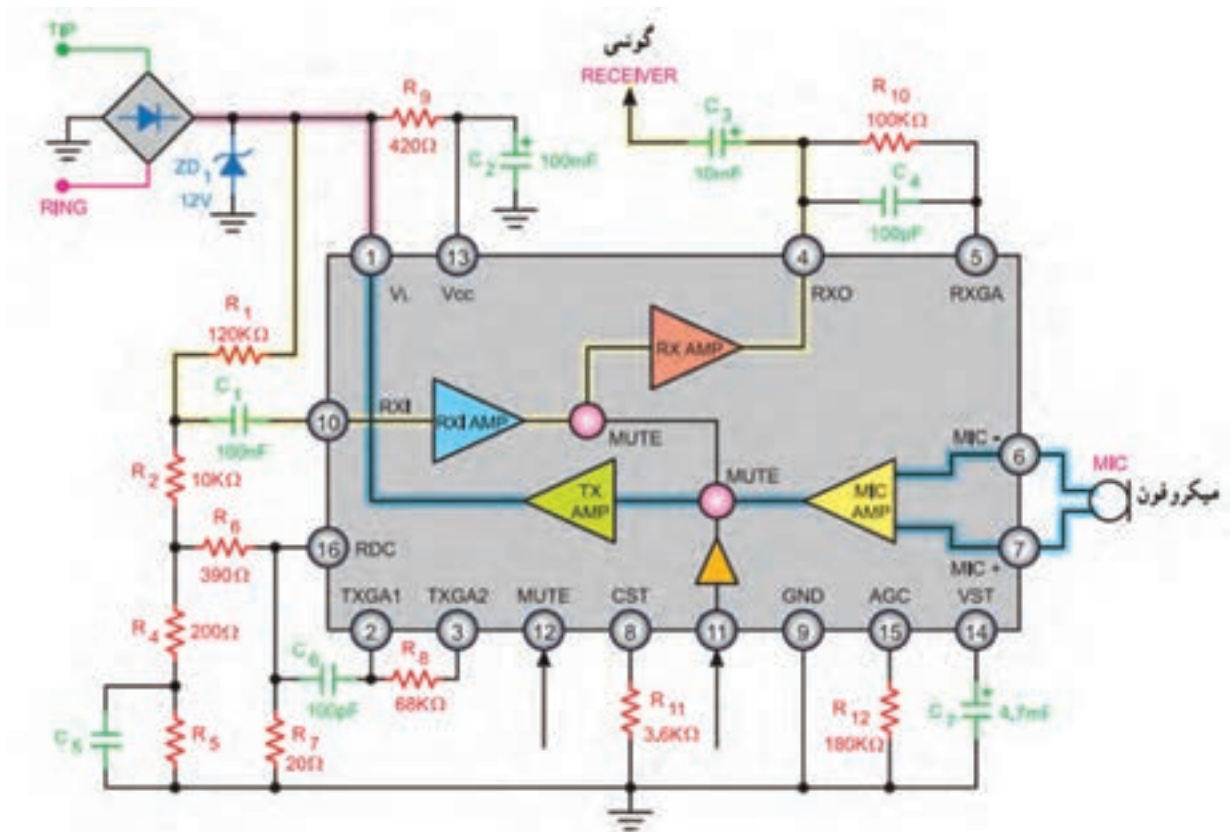 TIP
RING
ZD1
12V
R9
420Ω
C2
100mF
گوشی
RECEIVER
C3
10mF
R10
100KΩ
C4
100pF
1
13
4
5
VL
Vcc
RXO
RXGA
R1
120KΩ
C1
100nF
10
RXI
RXI AMP
RX AMP
MUTE
MUTE
TX AMP
MIC AMP
MIC -
6
MIC
میکروفون
7
MIC +
R2
10KΩ
R6
390Ω
16
RDC
R4
200Ω
TXGA1
TXGA2
MUTE
CST
GND
AGC
VST
2
3
12
8
11
9
15
14
C6
100pF
R8
68KΩ
R5
R7
20Ω
R11
3,6KΩ
R12
180KΩ
4,7mF